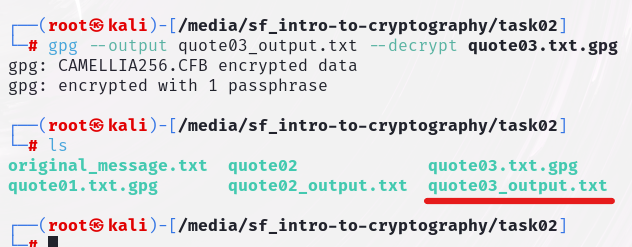 ┌──(root㉿kali)-[/media/sf_intro-to-cryptography/task02]
└─# gpg --output quote03_output.txt --decrypt quote03.txt.gpg
gpg: CAMELLIA256.CFB encrypted data
gpg: encrypted with 1 passphrase
┌──(root㉿kali)-[/media/sf_intro-to-cryptography/task02]
└─# ls
original_message.txt  quote02             quote03.txt.gpg
quote01.txt.gpg       quote02_output.txt  quote03_output.txt
┌──(root㉿kali)-[/media/sf_intro-to-cryptography/task02]
└─#